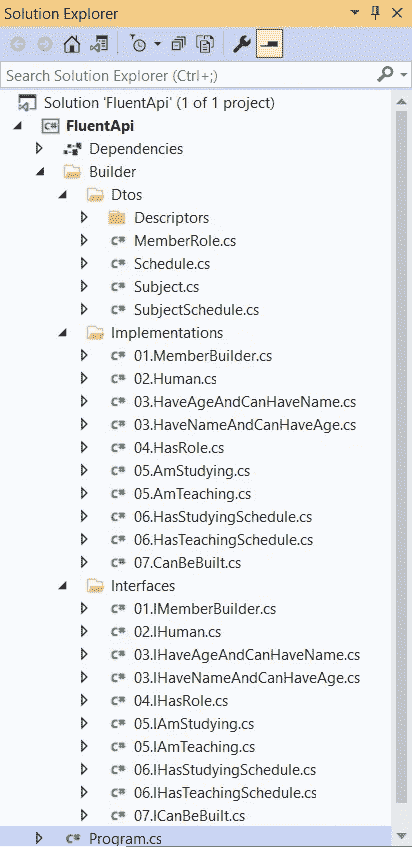 Solution Explorer
Search Solution Explorer (Ctrl+;)
Solution 'FluentApi' (1 of 1 project)
C# FluentApi
Dependencies
Builder
Dtos
Descriptors
C# MemberRole.cs
C# Schedule.cs
C# Subject.cs
C# SubjectSchedule.cs
Implementations
C# 01.MemberBuilder.cs
C# 02.Human.cs
C# 03.HaveAgeAndCanHaveName.cs
C# 03.HaveNameAndCanHaveAge.cs
C# 04.HasRole.cs
C# 05.AmStudying.cs
C# 05.AmTeaching.cs
C# 06.HasStudyingSchedule.cs
C# 06.HasTeachingSchedule.cs
C# 07.CanBeBuilt.cs
Interfaces
C# 01.IMemberBuilder.cs
C# 02.IHuman.cs
C# 03.IHaveAgeAndCanHaveName.cs
C# 03.IHaveNameAndCanHaveAge.cs
C# 04.IHasRole.cs
C# 05.IAmStudying.cs
C# 05.IAmTeaching.cs
C# 06.IHasStudyingSchedule.cs
C# 06.IHasTeachingSchedule.cs
C# 07.ICanBeBuilt.cs
C# Program.cs